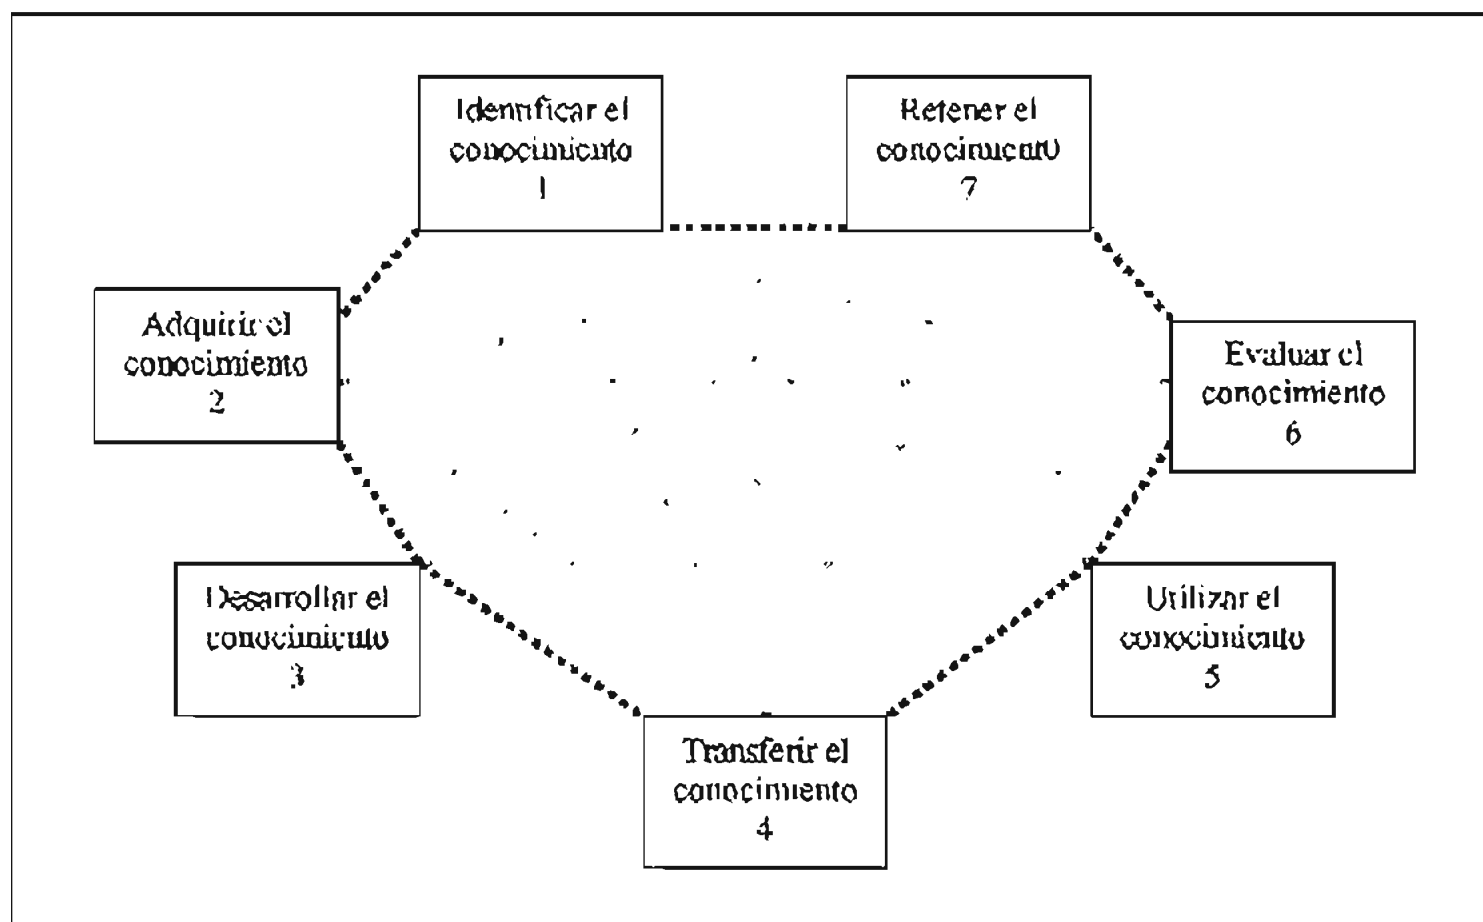 Identificar el
conocimiento
1
Retener el
conocimiento
7
Adquirir el
conocimiento
2
Evaluar el
conocimiento
6
Desarrollar el
conocimiento
3
Utilizar el
conocimiento
5
Transferir el
conocimiento
4